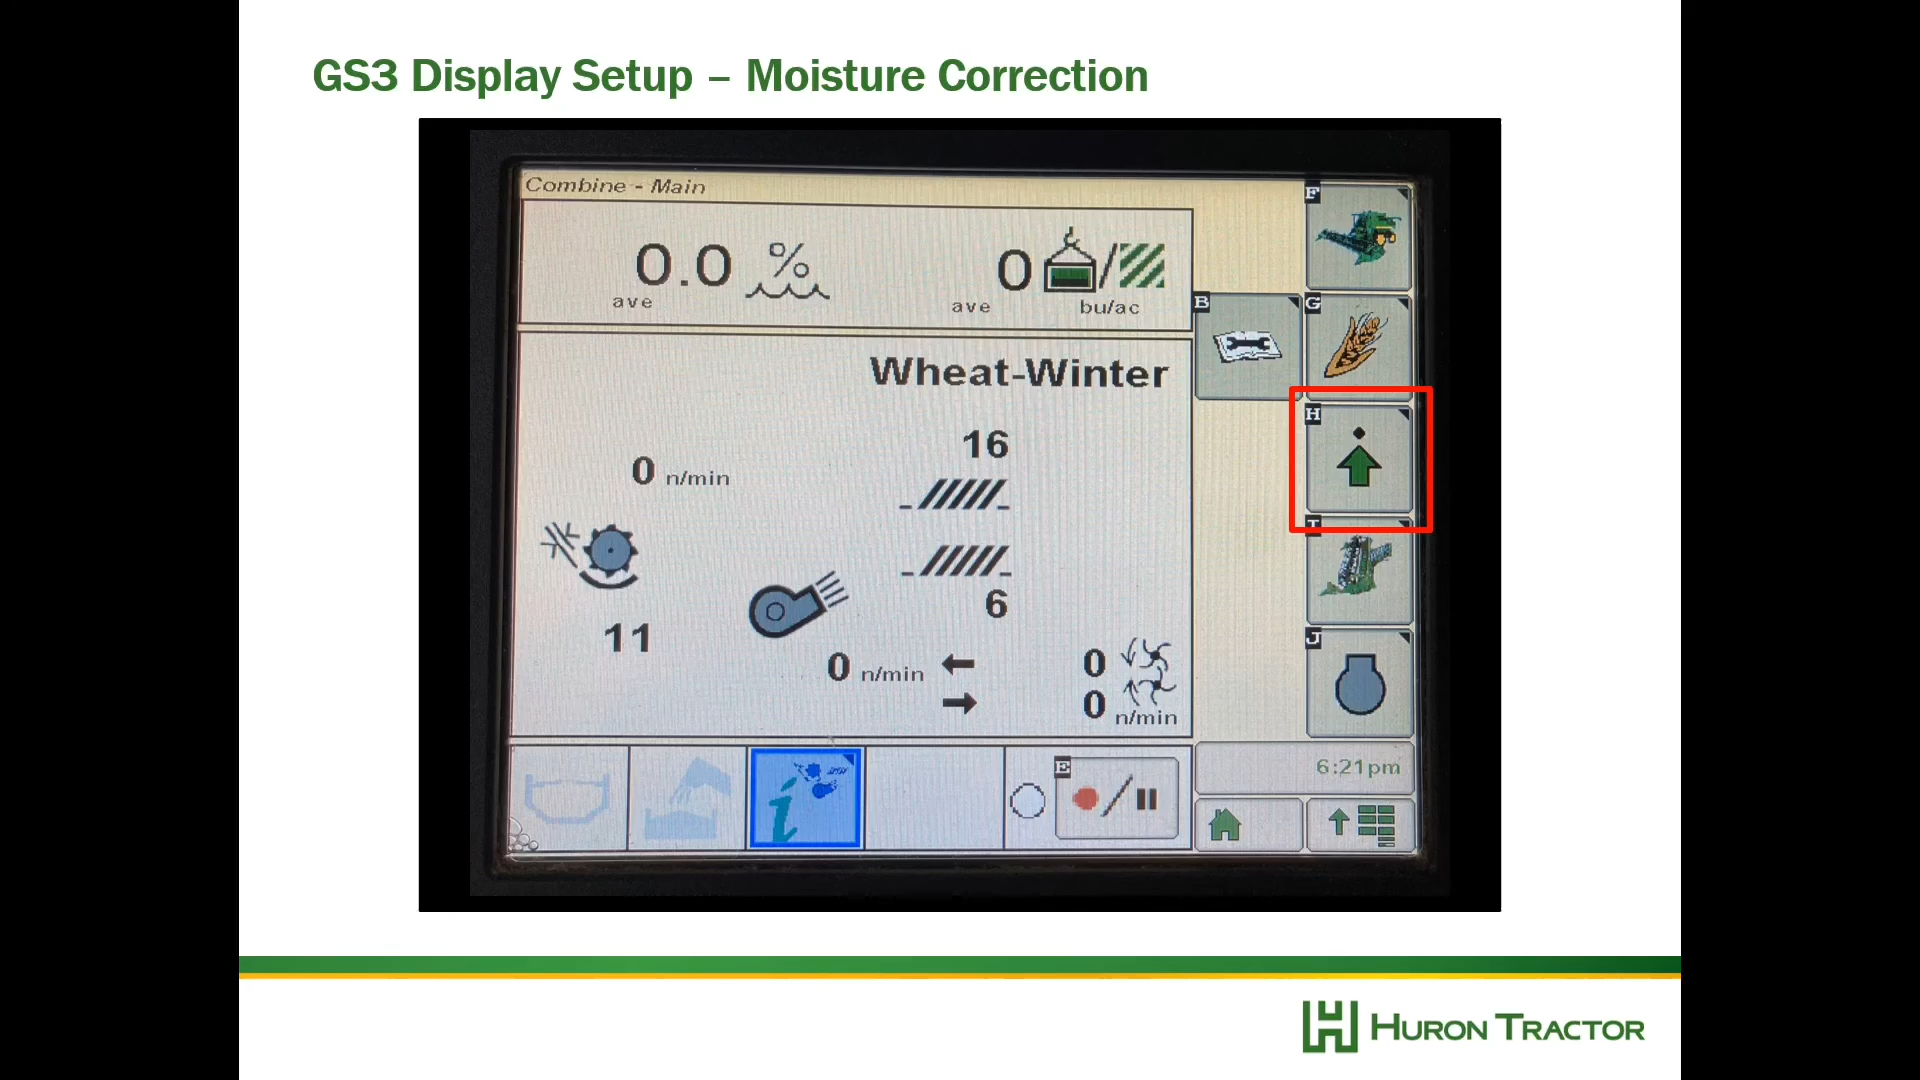 GS3 Display Setup – Moisture Correction
Combine - Main
F
0.0 %
ave
0 /
ave bu/ac
B
G
Wheat-Winter
H
16
0 n/min
I
6
11
J
0 n/min
0
0
n/min
E
6:21pm
i
HURON TRACTOR